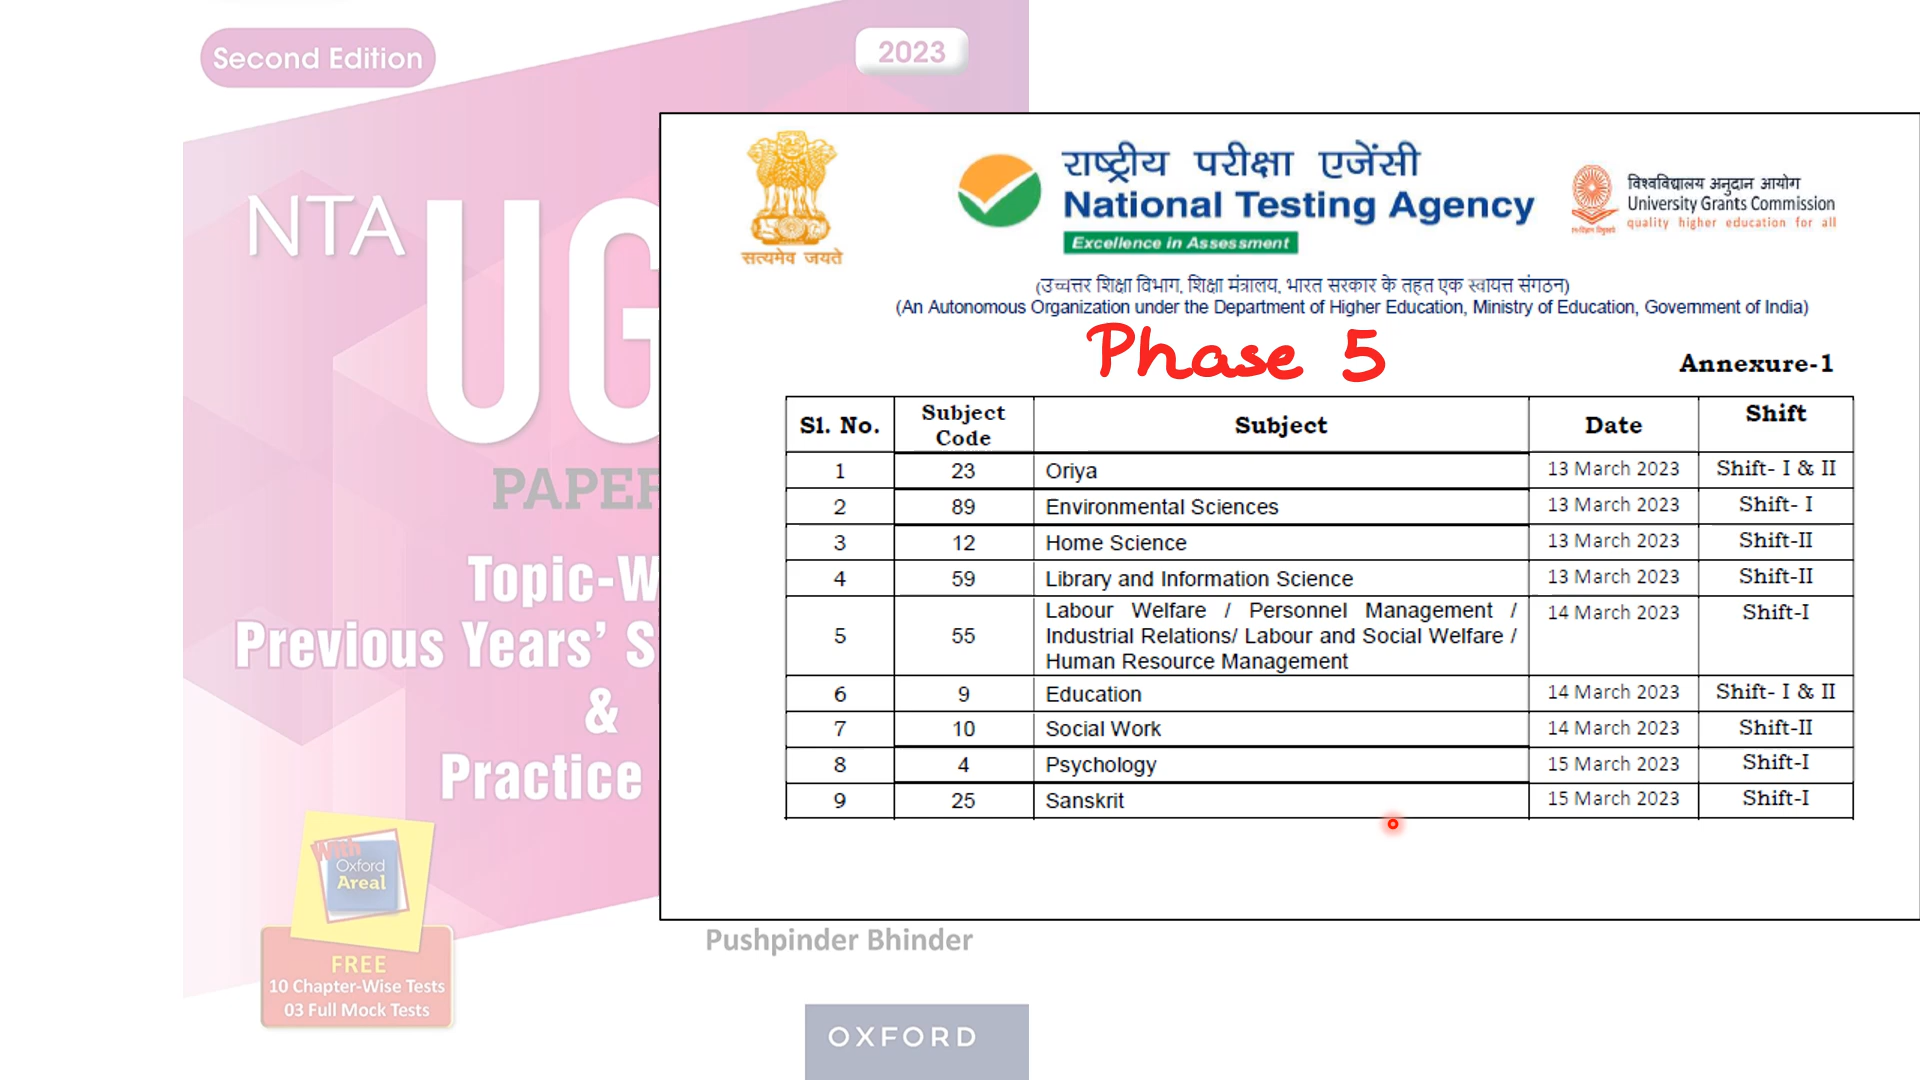 Second Edition
2023
NTA UG
PAPER
Topic-W
Previous Years' S
&
Practice
With
Oxford
Areal
FREE
10 Chapter-Wise Tests
03 Full Mock Tests
Pushpinder Bhinder
OXFORD
सत्यमेव जयते
राष्ट्रीय परीक्षा एजेंसी
National Testing Agency
Excellence in Assessment
विश्वविद्यालय अनुदान आयोग
University Grants Commission
quality higher education for all
(उच्चत्तर शिक्षा विभाग, शिक्षा मंत्रालय, भारत सरकार के तहत एक स्वायत्त संगठन)
(An Autonomous Organization under the Department of Higher Education, Ministry of Education, Government of India)
Phase 5
Annexure-1
Sl. No. Subject Code Subject Date Shift
1 23 Oriya 13 March 2023 Shift- I & II
2 89 Environmental Sciences 13 March 2023 Shift- I
3 12 Home Science 13 March 2023 Shift-II
4 59 Library and Information Science 13 March 2023 Shift-II
5 55 Labour Welfare / Personnel Management / 14 March 2023 Shift-I
Industrial Relations/ Labour and Social Welfare /
Human Resource Management
6 9 Education 14 March 2023 Shift- I & II
7 10 Social Work 14 March 2023 Shift-II
8 4 Psychology 15 March 2023 Shift-I
9 25 Sanskrit 15 March 2023 Shift-I